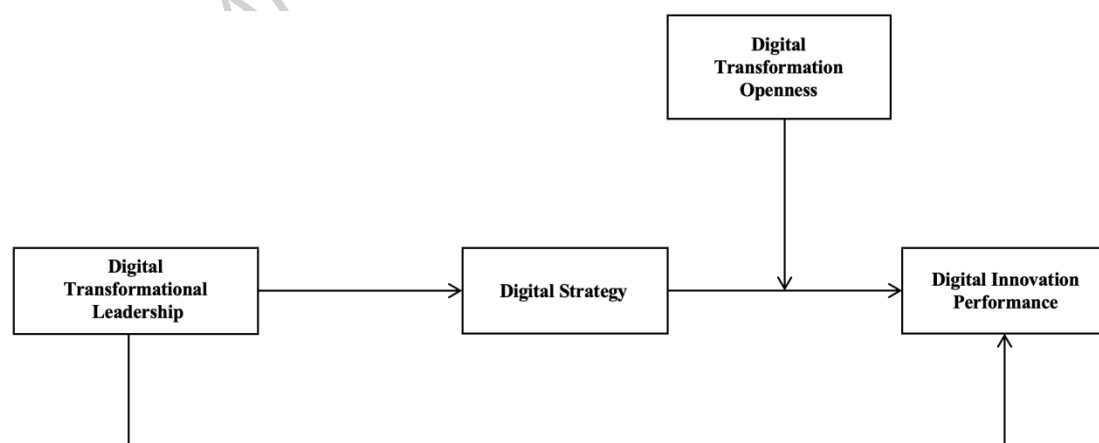 Digital
Transformation
Openness
Digital
Transformational
Leadership
Digital Strategy
Digital Innovation
Performance